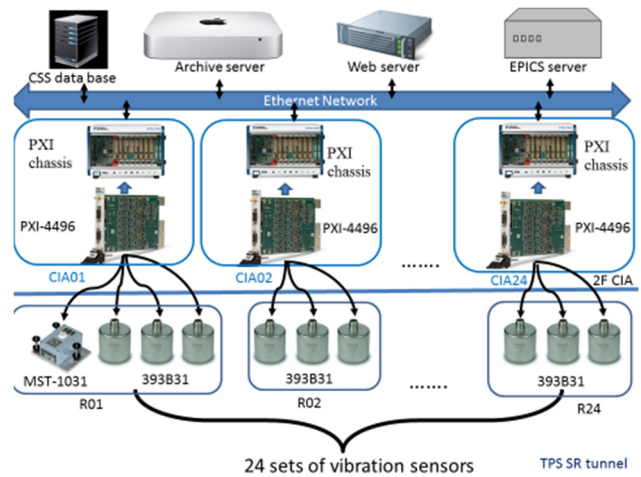 CSS data base
Archive server
Web server
EPICS server
Ethernet Network
PXI
chassis
PXI-4496
CIA01
PXI
chassis
PXI-4496
CIA02
.......
PXI
chassis
PXI-4496
CIA24
2F CIA
MST-1031
393B31
R01
393B31
R02
.......
393B31
R24
24 sets of vibration sensors
TPS SR tunnel